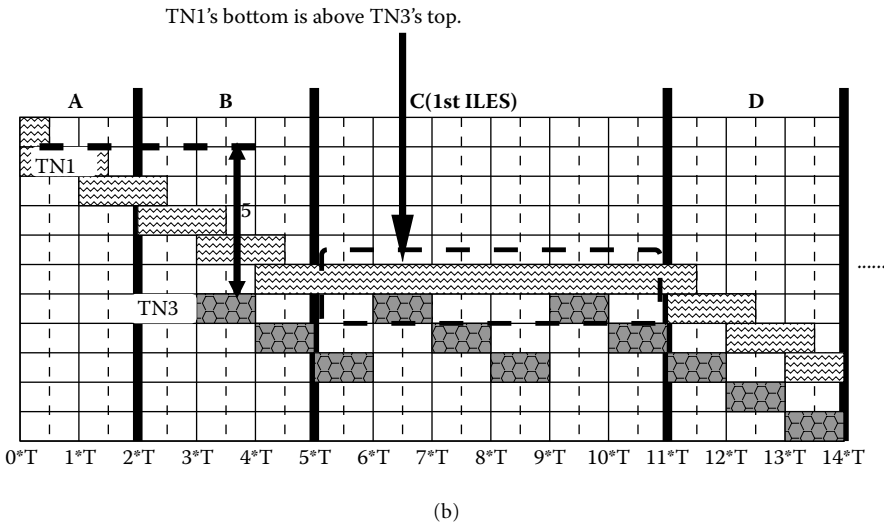 TN1's bottom is above TN3's top.
A B C(1st ILES) D
TN1
5
TN3
........
0*T 1*T 2*T 3*T 4*T 5*T 6*T 7*T 8*T 9*T 10*T 11*T 12*T 13*T 14*T
(b)